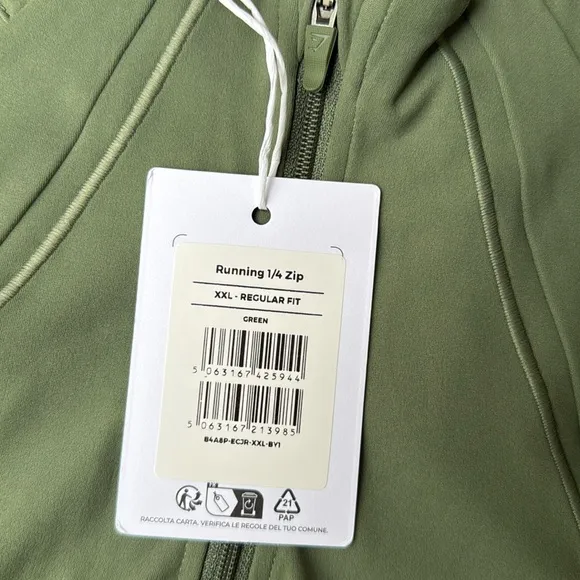 Running 1/4 Zip
XXL - REGULAR FIT
GREEN
5 063167 425944
5 063167 213985
B4A8P-ECJR-XXL-BY1
21
PAP
RACCOLTA CARTA. VERIFICA LE REGOLE DEL TUO COMUNE.